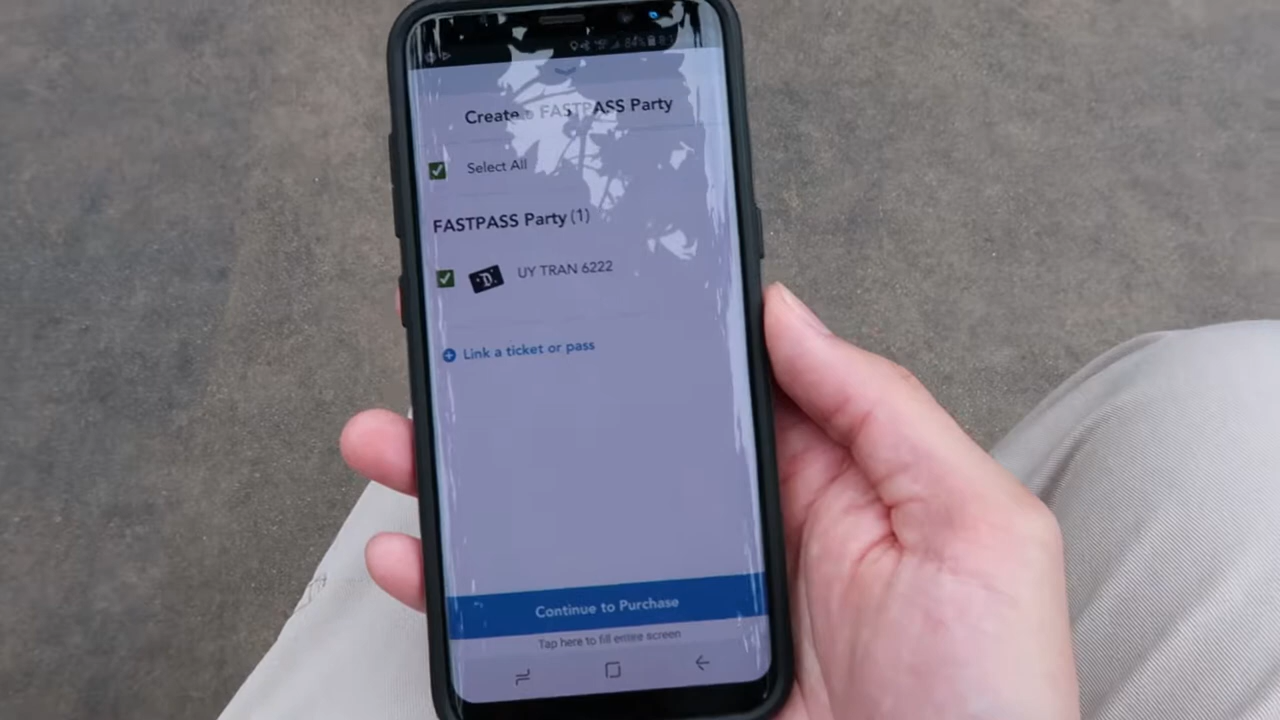 84%
Create a FASTPASS Party
Select All
FASTPASS Party (1)
D
UY TRAN 6222
Link a ticket or pass
Continue to Purchase
Tap here to fill entire screen